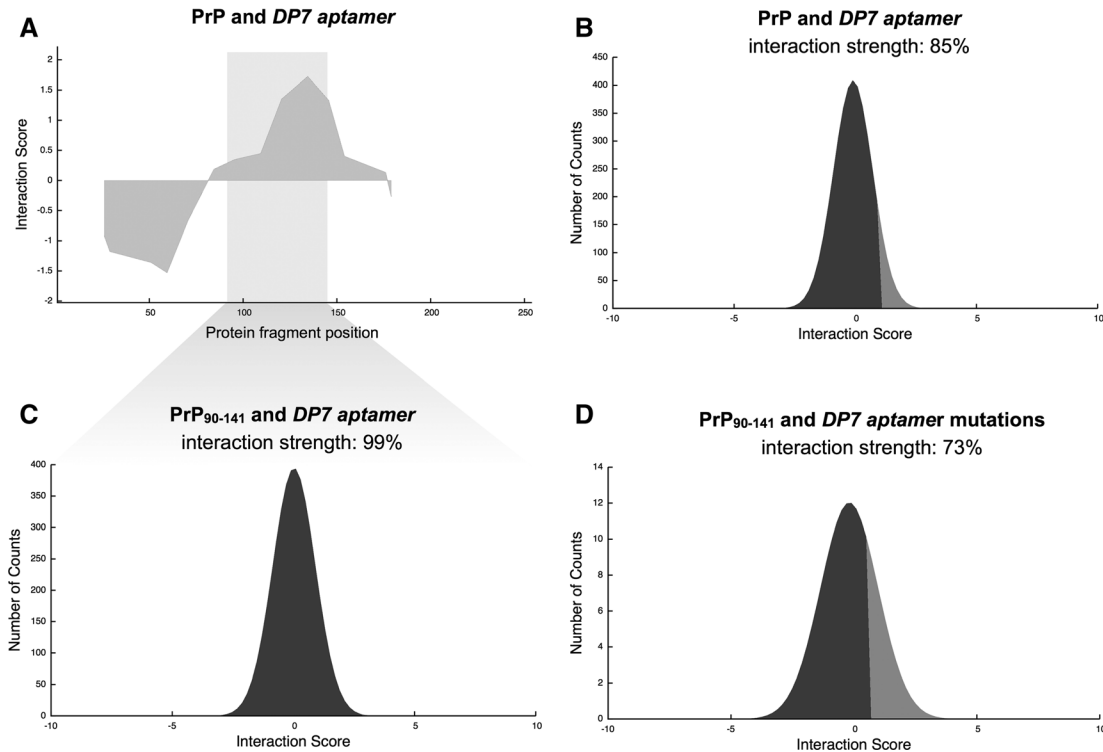 A
PrP and DP7 aptamer
Interaction Score
2
1.5
1
0.5
0
-0.5
-1
-1.5
-2
50
100
150
200
250
Protein fragment position
B
PrP and DP7 aptamer
interaction strength: 85%
Number of Counts
450
400
350
300
250
200
150
100
50
0
-10
-5
0
5
10
Interaction Score
C
PrP90-141 and DP7 aptamer
interaction strength: 99%
Number of Counts
400
350
300
250
200
150
100
50
0
-10
-5
0
5
10
Interaction Score
D
PrP90-141 and DP7 aptamer mutations
interaction strength: 73%
Number of Counts
14
12
10
8
6
4
2
0
-10
-5
0
5
10
Interaction Score